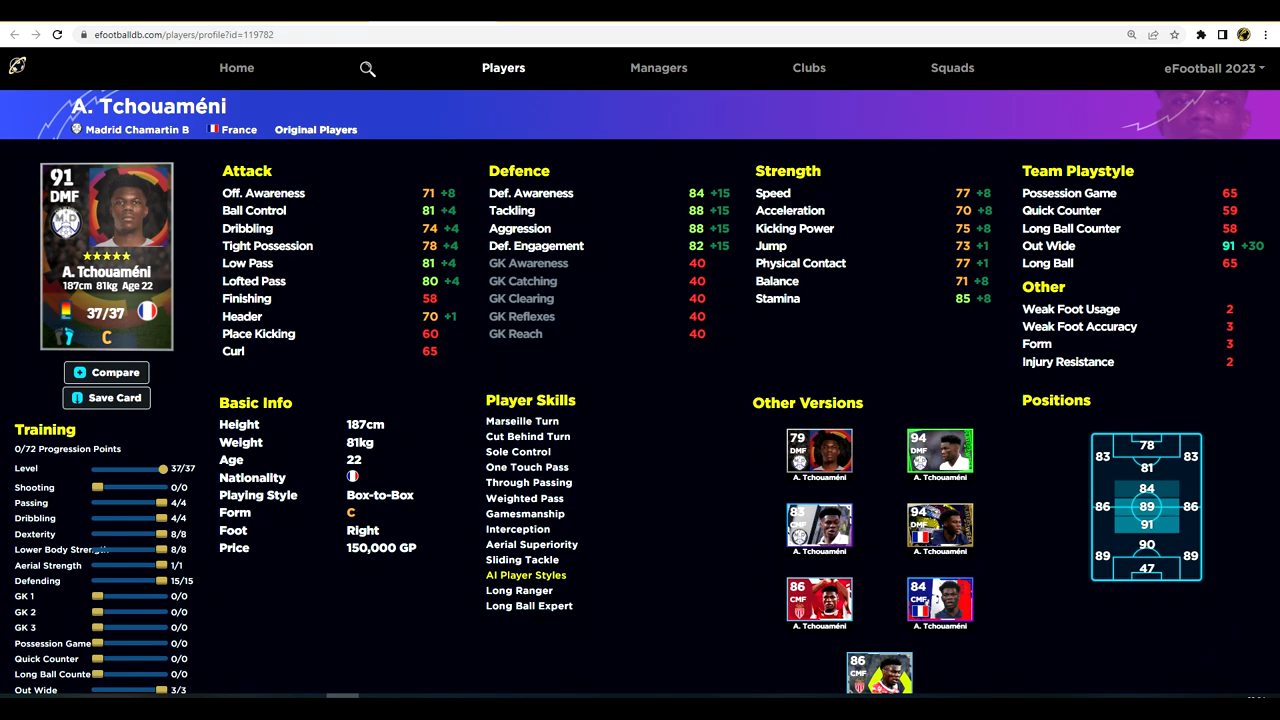 efootballdb.com/players/profile?id=119782
Home
Players
Managers
Clubs
Squads
eFootball 2023
A. Tchouaméni
Madrid Chamartin B France Original Players
91
DMF
A. Tchouaméni
187cm 81kg Age 22
37/37
C
Compare
Save Card
Training
0/72 Progression Points
Level 37/37
Shooting 0/0
Passing 4/4
Dribbling 4/4
Dexterity 8/8
Lower Body Streng 8/8
Aerial Strength 1/1
Defending 15/15
GK 1 0/0
GK 2 0/0
GK 3 0/0
Possession Game 0/0
Quick Counter 0/0
Long Ball Counte 0/0
Out Wide 3/3
Attack
Off. Awareness 71 +8
Ball Control 81 +4
Dribbling 74 +4
Tight Possession 78 +4
Low Pass 81 +4
Lofted Pass 80 +4
Finishing 58
Header 70 +1
Place Kicking 60
Curl 65
Defence
Def. Awareness 84 +15
Tackling 88 +15
Aggression 88 +15
Def. Engagement 82 +15
GK Awareness 40
GK Catching 40
GK Clearing 40
GK Reflexes 40
GK Reach 40
Strength
Speed 77 +8
Acceleration 70 +8
Kicking Power 75 +8
Jump 73 +1
Physical Contact 77 +1
Balance 71 +8
Stamina 85 +8
Team Playstyle
Possession Game 65
Quick Counter 59
Long Ball Counter 58
Out Wide 91 +30
Long Ball 65
Other
Weak Foot Usage 2
Weak Foot Accuracy 3
Form 3
Injury Resistance 2
Basic Info
Height 187cm
Weight 81kg
Age 22
Nationality
Playing Style Box-to-Box
Form C
Foot Right
Price 150,000 GP
Player Skills
Marseille Turn
Cut Behind Turn
Sole Control
One Touch Pass
Through Passing
Weighted Pass
Gamesmanship
Interception
Aerial Superiority
Sliding Tackle
AI Player Styles
Long Ranger
Long Ball Expert
Other Versions
79
DMF
A. Tchouaméni
94
DMF
A. Tchouaméni
83
CMF
A. Tchouaméni
94
DMF
A. Tchouaméni
86
CMF
A. Tchouaméni
84
CMF
A. Tchouaméni
86
CMF
Positions
78
83 83
81
84
86 89 86
91
90
89 89
47